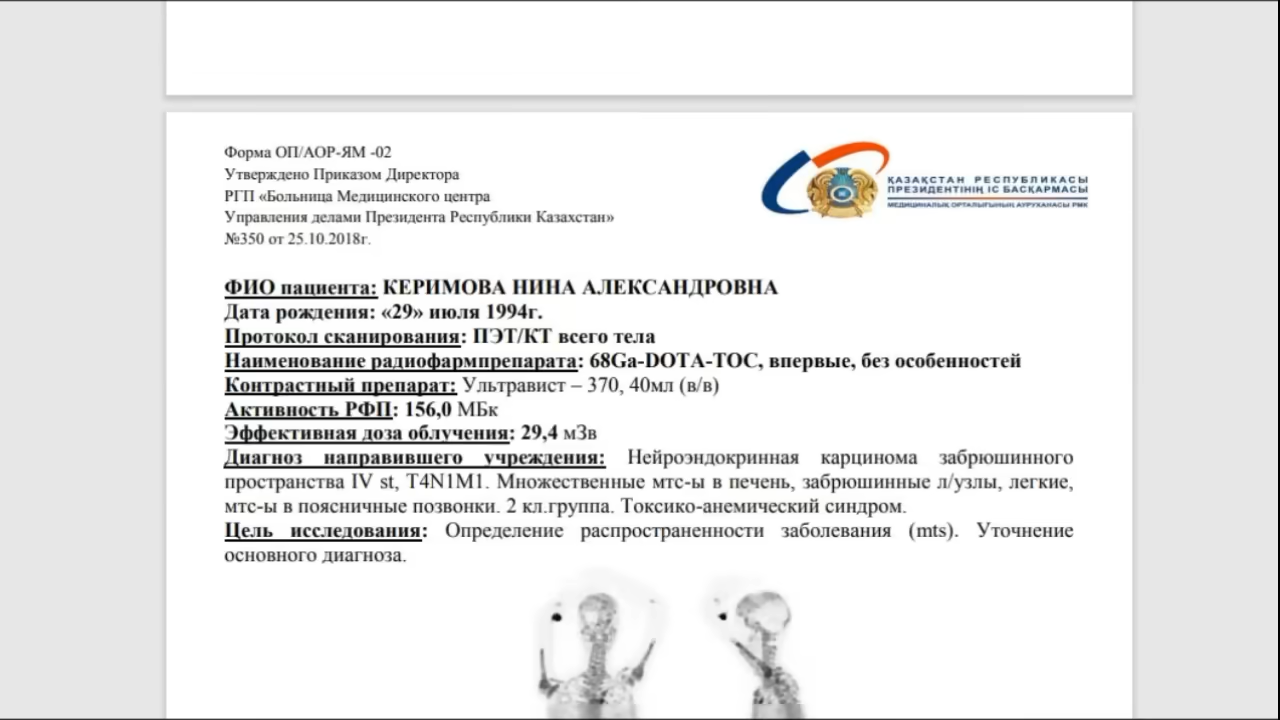 Форма ОП/АОР-ЯМ -02
Утверждено Приказом Директора
РГП «Больница Медицинского центра
Управления делами Президента Республики Казахстан»
№350 от 25.10.2018г.
ҚАЗАҚСТАН РЕСПУБЛИКАСЫ
ПРЕЗИДЕНТІНІҢ ІС БАСҚАРМАСЫ
МЕДИЦИНАЛЫҚ ОРТАЛЫҒЫНЫҢ АУРУХАНАСЫ РМК
ФИО пациента: КЕРИМОВА НИНА АЛЕКСАНДРОВНА
Дата рождения: «29» июля 1994г.
Протокол сканирования: ПЭТ/КТ всего тела
Наименование радиофармпрепарата: 68Ga-DOTA-TOC, впервые, без особенностей
Контрастный препарат: Ультравист – 370, 40мл (в/в)
Активность РФП: 156,0 МБк
Эффективная доза облучения: 29,4 мЗв
Диагноз направившего учреждения: Нейроэндокринная карцинома забрюшинного
пространства IV st, T4N1M1. Множественные мтс-ы в печень, забрюшинные л/узлы, легкие,
мтс-ы в поясничные позвонки. 2 кл.группа. Токсико-анемический синдром.
Цель исследования: Определение распространенности заболевания (mts). Уточнение
основного диагноза.